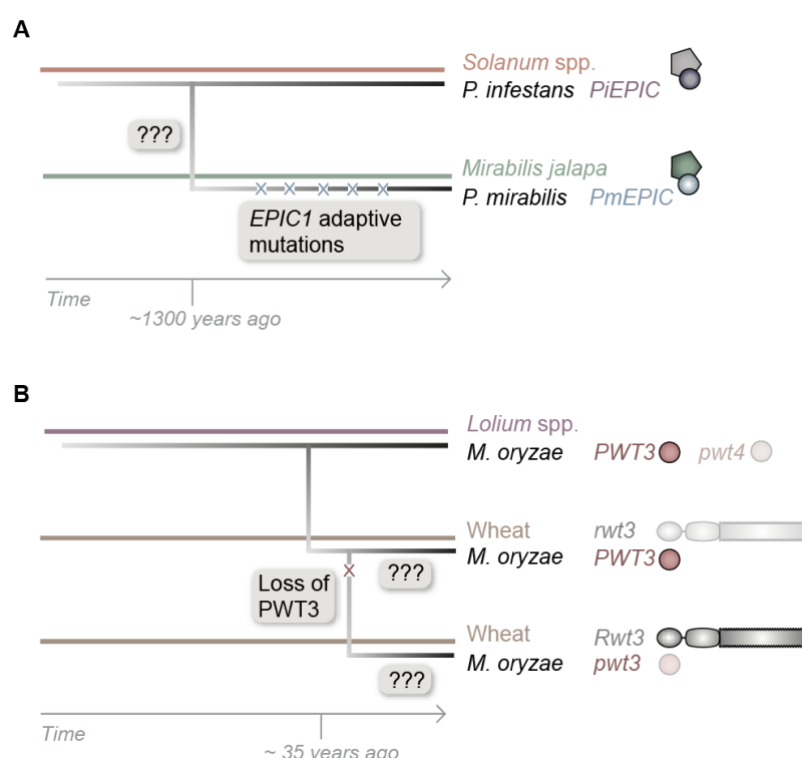 A
Solanum spp.
P. infestans PiEPIC
???
Mirabilis jalapa
P. mirabilis PmEPIC
EPIC1 adaptive
mutations
Time
~1300 years ago
B
Lolium spp.
M. oryzae PWT3 pwt4
Wheat rwt3
M. oryzae PWT3
???
Loss of
PWT3
Wheat Rwt3
M. oryzae pwt3
???
Time
~ 35 years ago